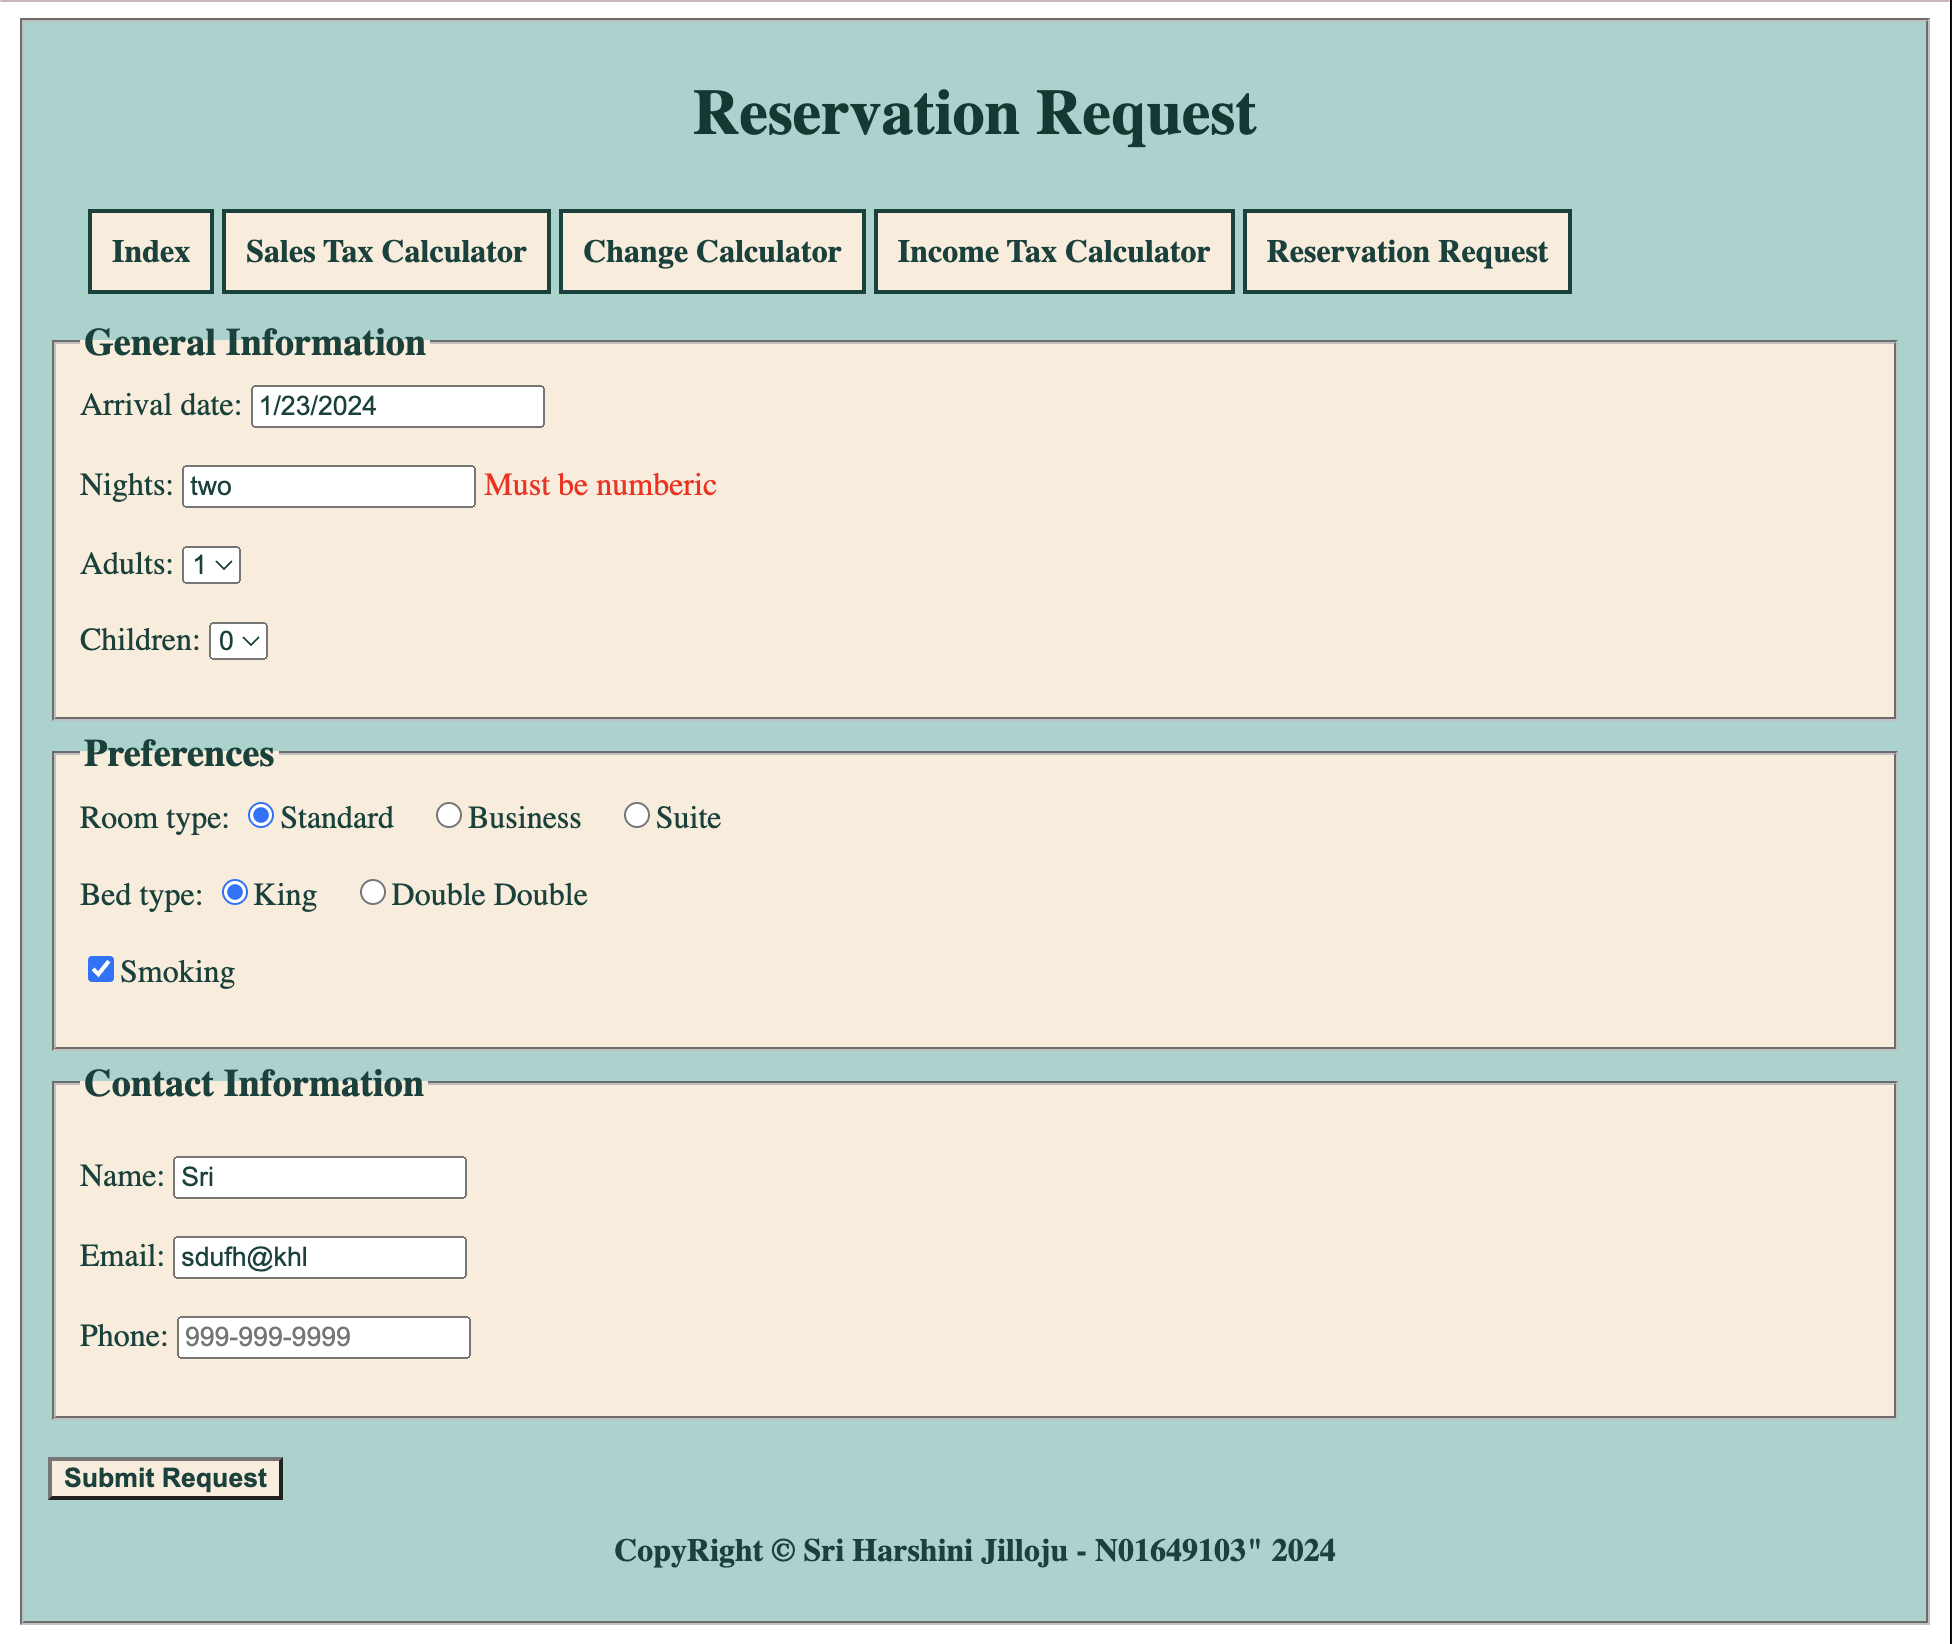 Reservation Request
Index Sales Tax Calculator Change Calculator Income Tax Calculator Reservation Request
General Information
Arrival date: 1/23/2024
Nights: two Must be numberic
Adults: 1
Children: 0
Preferences
Room type: Standard Business Suite
Bed type: King Double Double
Smoking
Contact Information
Name: Sri
Email: sdufh@khl
Phone: 999-999-9999
Submit Request
CopyRight © Sri Harshini Jilloju - N01649103" 2024